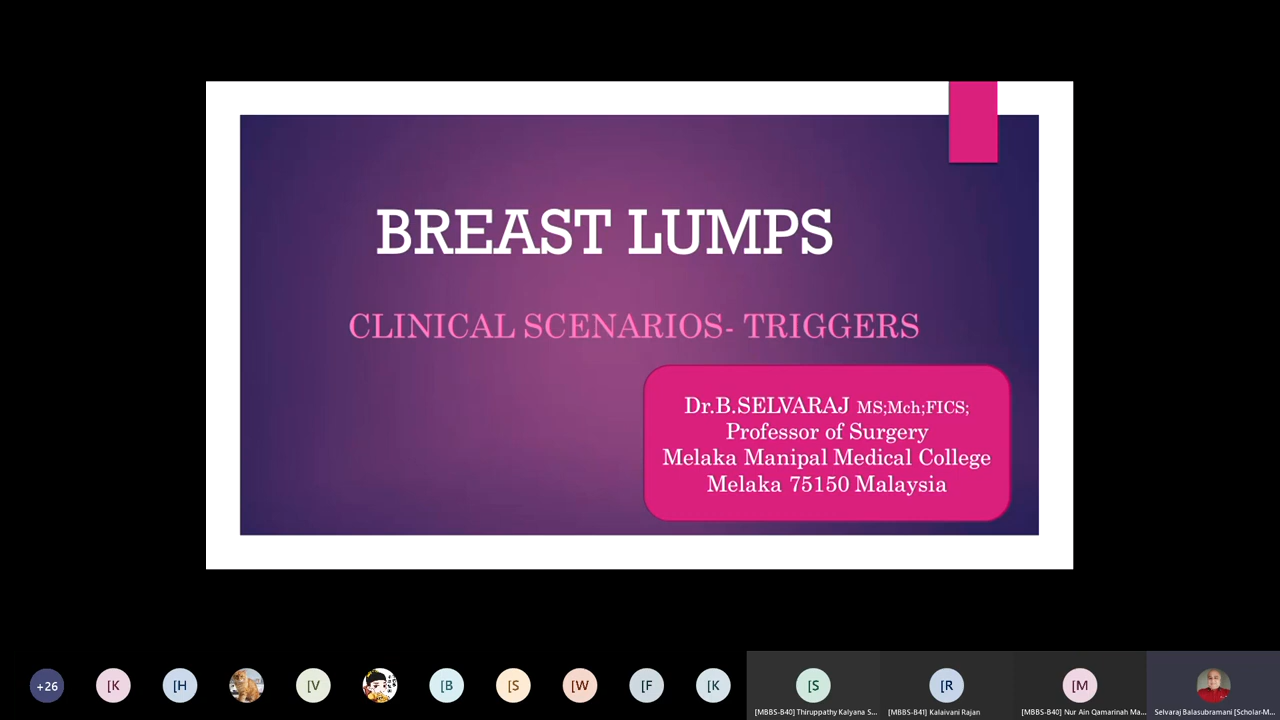 BREAST LUMPS
CLINICAL SCENARIOS- TRIGGERS
Dr.B.SELVARAJ MS;Mch;FICS;
Professor of Surgery
Melaka Manipal Medical College
Melaka 75150 Malaysia
+26
[K
[H
[V
[B
[S
[W
[F
[K
[S
[R
[M
[MBBS-B40] Thiruppathy Kalyana S...
[MBBS-B41] Kalaivani Rajan
[MBBS-B40] Nur Ain Qamarinah Ma...
Selvaraj Balasubramani [Scholar-M...